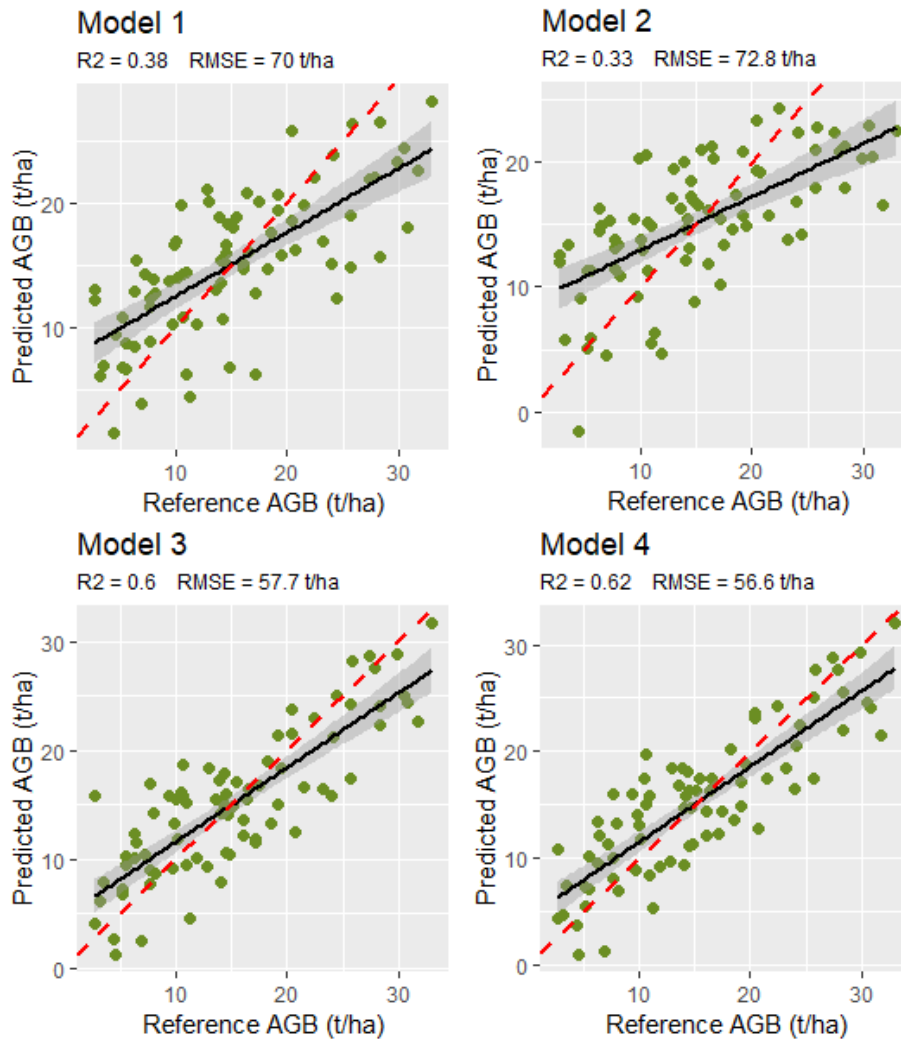 Model 1
R2 = 0.38 RMSE = 70 t/ha
Predicted AGB (t/ha)
20
10
10 20 30
Reference AGB (t/ha)
Model 2
R2 = 0.33 RMSE = 72.8 t/ha
Predicted AGB (t/ha)
20
10
0
10 20 30
Reference AGB (t/ha)
Model 3
R2 = 0.6 RMSE = 57.7 t/ha
Predicted AGB (t/ha)
30
20
10
0
10 20 30
Reference AGB (t/ha)
Model 4
R2 = 0.62 RMSE = 56.6 t/ha
Predicted AGB (t/ha)
30
20
10
0
10 20 30
Reference AGB (t/ha)